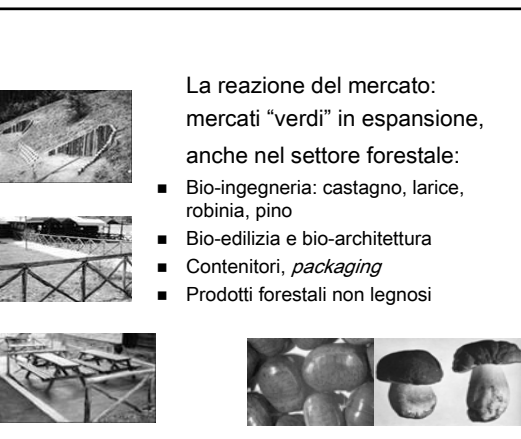 La reazione del mercato:
mercati “verdi” in espansione,
anche nel settore forestale:
■ Bio-ingegneria: castagno, larice,
robinia, pino
■ Bio-edilizia e bio-architettura
■ Contenitori, packaging
■ Prodotti forestali non legnosi